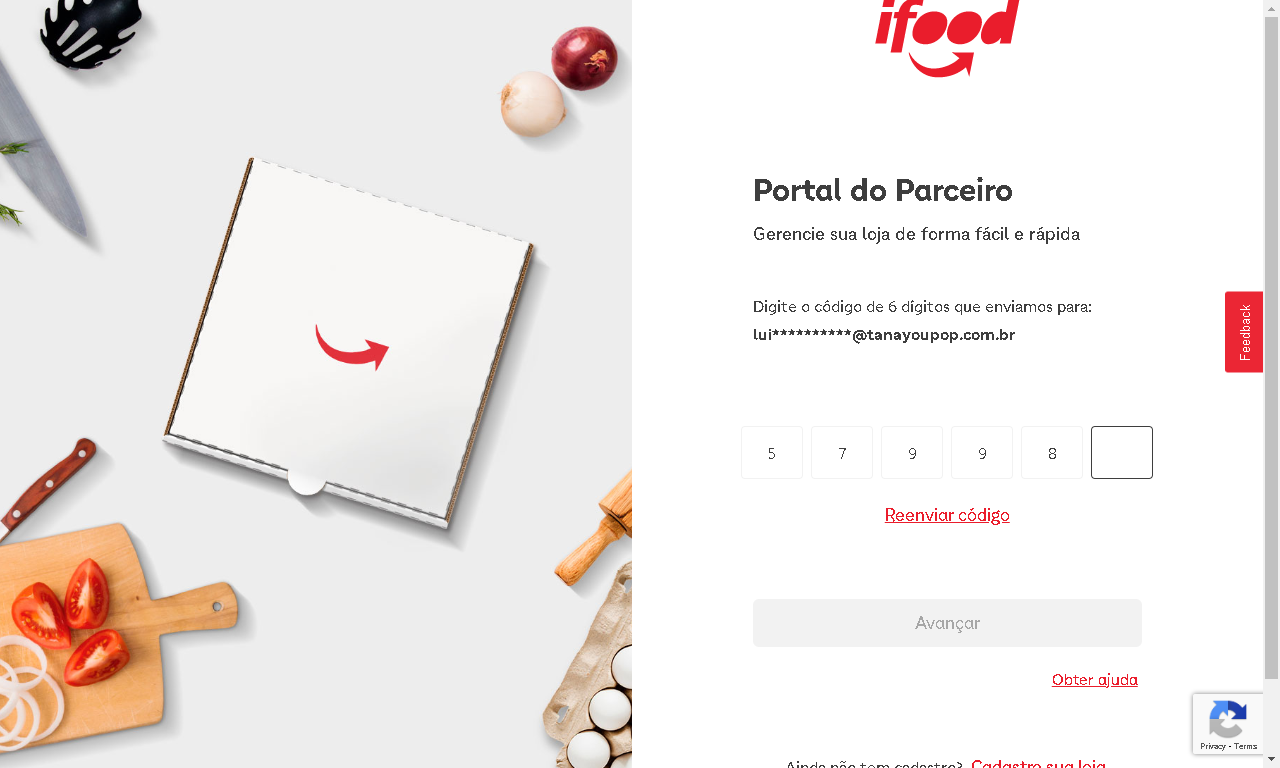 ifood
Portal do Parceiro
Gerencie sua loja de forma fácil e rápida
Digite o código de 6 dígitos que enviamos para:
lui**********@tanayoupop.com.br
5 7 9 9 8
Reenviar código
Avançar
Obter ajuda
Ainda não tem cadastro? Cadastre sua loja
Feedback
Privacy - Terms